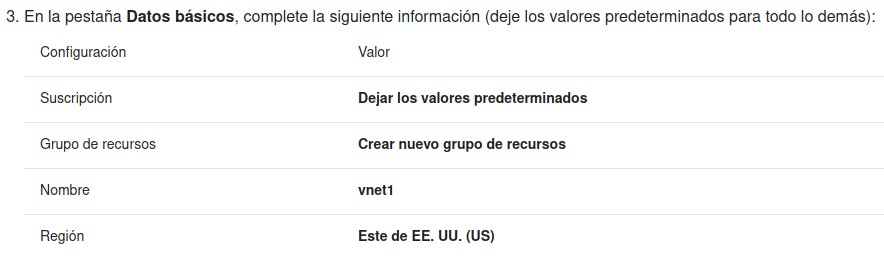 3. En la pestaña Datos básicos, complete la siguiente información (deje los valores predeterminados para todo lo demás):
Configuración Valor
Suscripción Dejar los valores predeterminados
Grupo de recursos Crear nuevo grupo de recursos
Nombre vnet1
Región Este de EE. UU. (US)